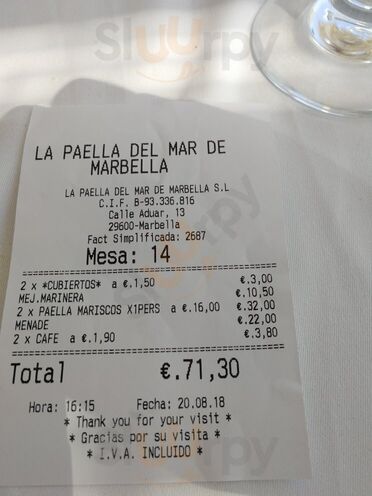 Sluurpy
LA PAELLA DEL MAR DE
MARBELLA
LA PAELLA DEL MAR DE MARBELLA S.L
C.I.F. B-93.336.816
Calle Aduar, 13
29600-Marbella
Fact Simplificada: 2687
Mesa: 14
2 x *CUBIERTOS* a €.1,50 €.3,00
MEJ.MARINERA €.10,50
2 x PAELLA MARISCOS X1PERS a €.16,00 €.32,00
MENADE €.22,00
2 x CAFE a €.1,90 €.3,80
Total €.71,30
Hora: 16:15 Fecha: 20.08.18
* Thank you for your visit *
* Gracias por su visita *
* I.V.A. INCLUIDO *